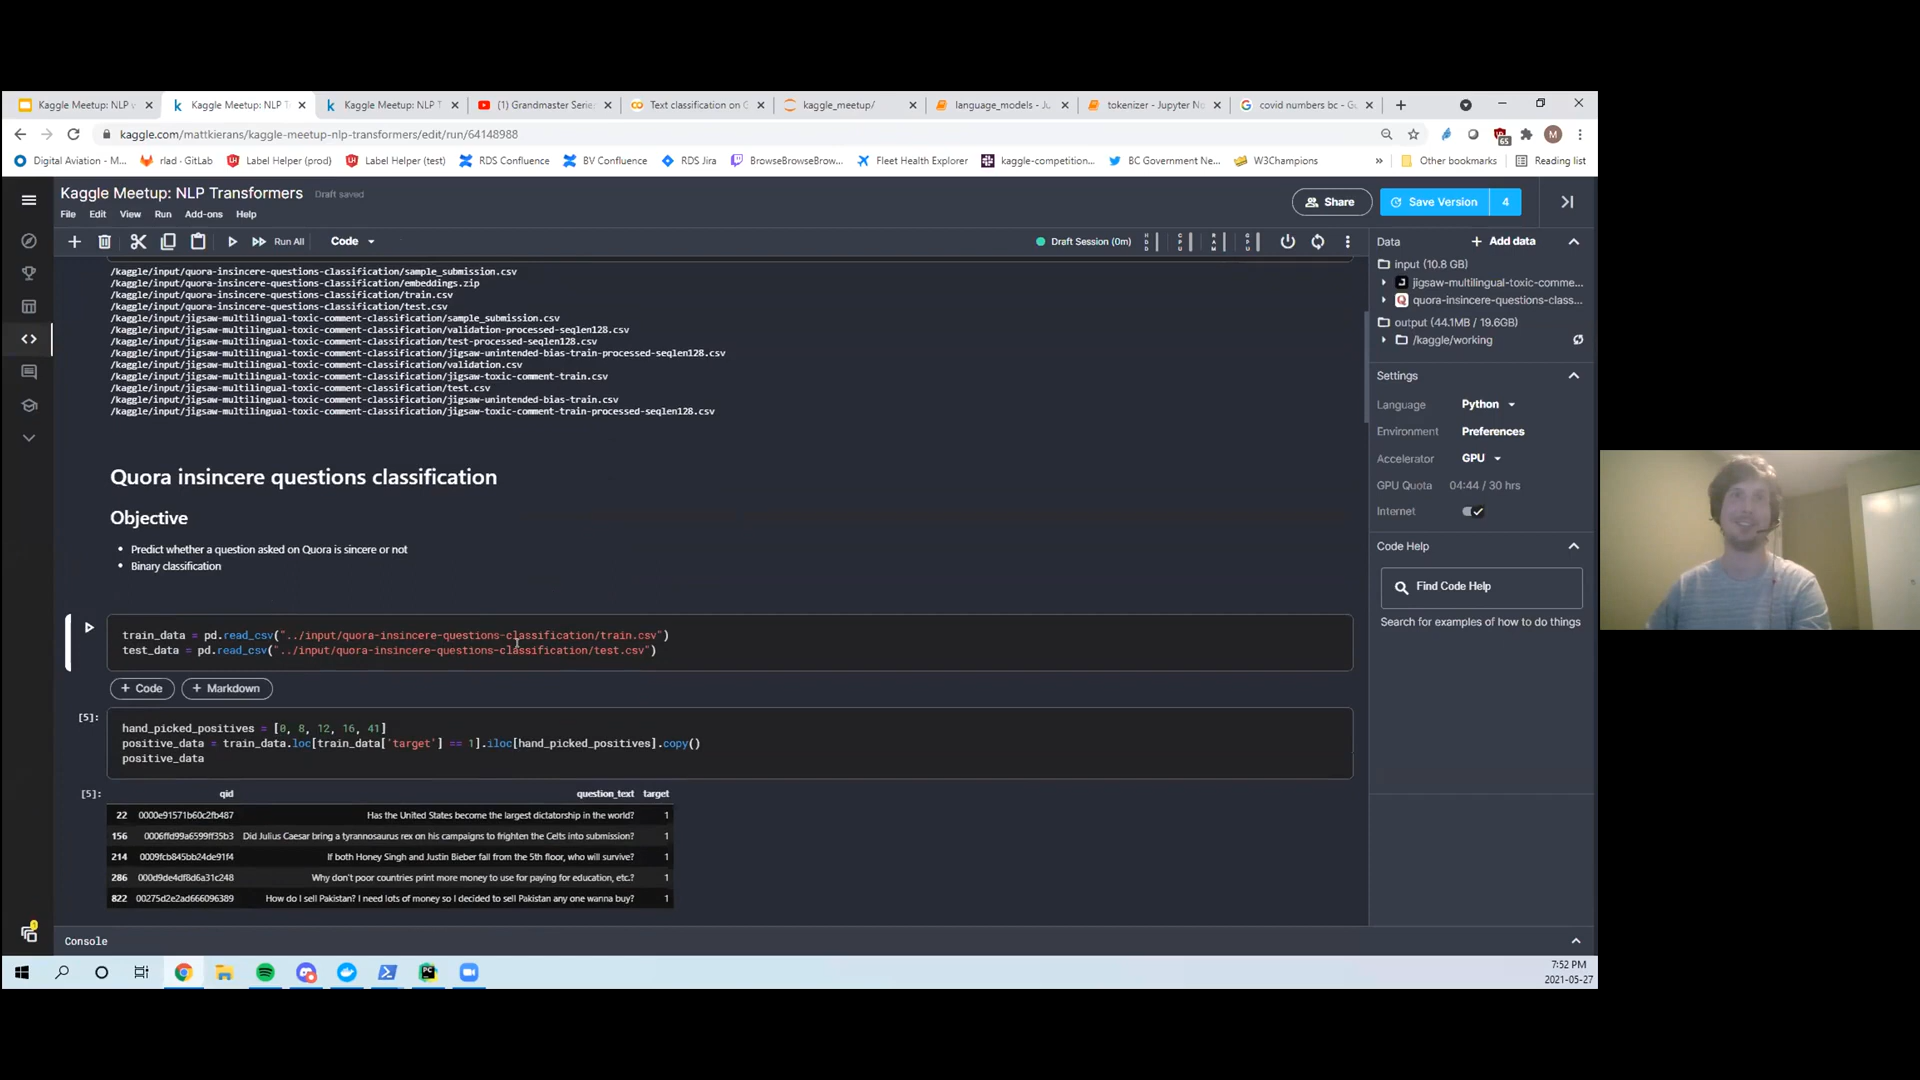 Kaggle Meetup: NLP w
Kaggle Meetup: NLP T
Kaggle Meetup: NLP T
(1) Grandmaster Serie
Text classification on G
kaggle_meetup/
language_models - Ju
tokenizer - Jupyter No
covid numbers bc - Go
kaggle.com/mattkierans/kaggle-meetup-nlp-transformers/edit/run/64148988
65
M
Digital Aviation - M...
rlad · GitLab
Label Helper (prod)
Label Helper (test)
RDS Confluence
BV Confluence
RDS Jira
BrowseBrowseBrow...
Fleet Health Explorer
kaggle-competition...
BC Government Ne...
W3Champions
»
Other bookmarks
Reading list
Kaggle Meetup: NLP Transformers
Draft saved
File Edit View Run Add-ons Help
Share
Save Version
4
Run All
Code
Draft Session (0m)
HDD
CPU
RAM
GPU
/kaggle/input/quora-insincere-questions-classification/sample_submission.csv
/kaggle/input/quora-insincere-questions-classification/embeddings.zip
/kaggle/input/quora-insincere-questions-classification/train.csv
/kaggle/input/quora-insincere-questions-classification/test.csv
/kaggle/input/jigsaw-multilingual-toxic-comment-classification/sample_submission.csv
/kaggle/input/jigsaw-multilingual-toxic-comment-classification/validation-processed-seqlen128.csv
/kaggle/input/jigsaw-multilingual-toxic-comment-classification/test-processed-seqlen128.csv
/kaggle/input/jigsaw-multilingual-toxic-comment-classification/jigsaw-unintended-bias-train-processed-seqlen128.csv
/kaggle/input/jigsaw-multilingual-toxic-comment-classification/validation.csv
/kaggle/input/jigsaw-multilingual-toxic-comment-classification/jigsaw-toxic-comment-train.csv
/kaggle/input/jigsaw-multilingual-toxic-comment-classification/test.csv
/kaggle/input/jigsaw-multilingual-toxic-comment-classification/jigsaw-unintended-bias-train.csv
/kaggle/input/jigsaw-multilingual-toxic-comment-classification/jigsaw-toxic-comment-train-processed-seqlen128.csv
Quora insincere questions classification
Objective
• Predict whether a question asked on Quora is sincere or not
• Binary classification
train_data = pd.read_csv("../input/quora-insincere-questions-classification/train.csv")
test_data = pd.read_csv("../input/quora-insincere-questions-classification/test.csv")
+ Code
+ Markdown
[5]:
hand_picked_positives = [0, 8, 12, 16, 41]
positive_data = train_data.loc[train_data['target'] == 1].iloc[hand_picked_positives].copy()
positive_data
[5]:
qid question_text target
22 0000e91571b60c2fb487 Has the United States become the largest dictatorship in the world? 1
156 0006ffd99a6599ff35b3 Did Julius Caesar bring a tyrannosaurus rex on his campaigns to frighten the Celts into submission? 1
214 0009fcb845bb24de91f4 If both Honey Singh and Justin Bieber fall from the 5th floor, who will survive? 1
286 000d9de4df8d6a31c248 Why don't poor countries print more money to use for paying for education, etc.? 1
822 00275d2e2ad666096389 How do I sell Pakistan? I need lots of money so I decided to sell Pakistan any one wanna buy? 1
Console
Data
+ Add data
input (10.8 GB)
jigsaw-multilingual-toxic-comme...
quora-insincere-questions-class...
output (44.1MB / 19.6GB)
/kaggle/working
Settings
Language Python
Environment Preferences
Accelerator GPU
GPU Quota 04:44 / 30 hrs
Internet
Code Help
Find Code Help
Search for examples of how to do things
7:52 PM
2021-05-27